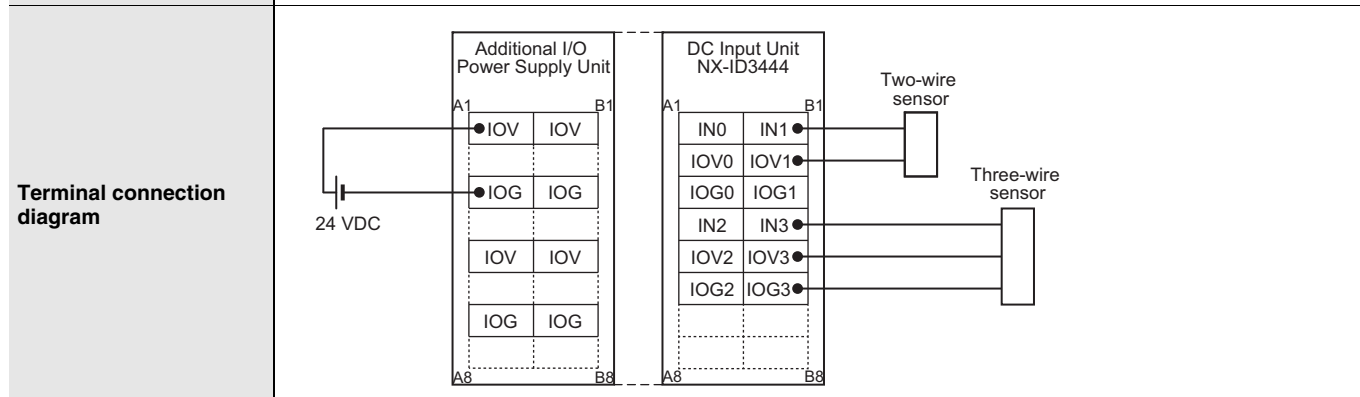 Terminal connection
diagram
Additional I/O
Power Supply Unit
A1 B1
IOV IOV
IOG IOG
IOV IOV
IOG IOG
A8 B8
24 VDC
DC Input Unit
NX-ID3444
A1 B1
IN0 IN1
IOV0 IOV1
IOG0 IOG1
IN2 IN3
IOV2 IOV3
IOG2 IOG3
A8 B8
Two-wire
sensor
Three-wire
sensor